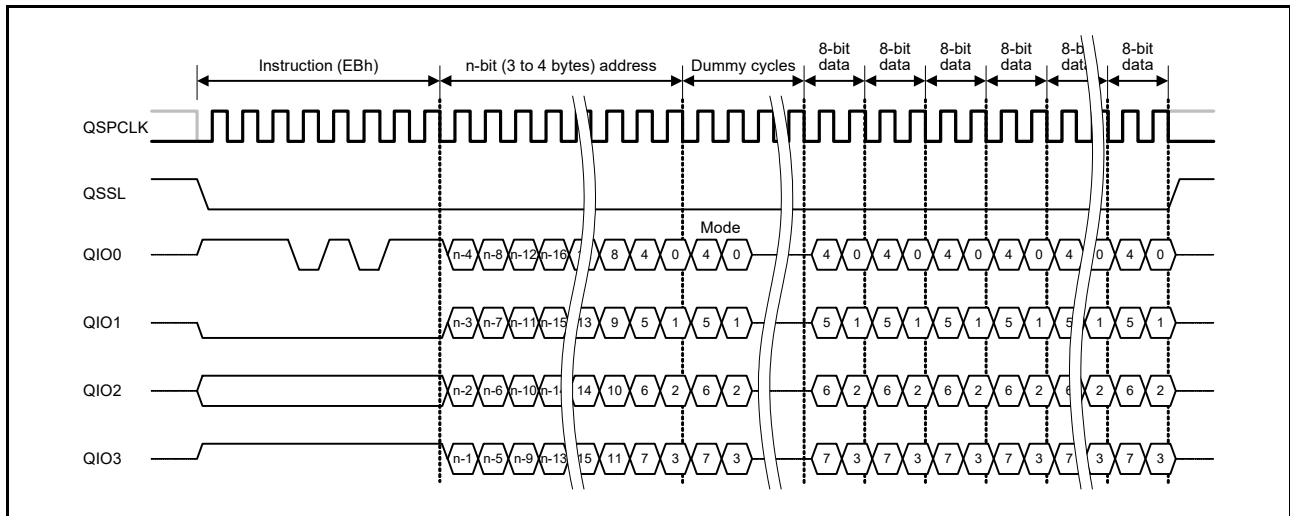 8-bit data 8-bit data 8-bit data 8-bit data 8-bit data 8-bit data
Instruction (EBh) n-bit (3 to 4 bytes) address Dummy cycles
QSPCLK
QSSL
Mode
QIO0 n-4 n-8 n-12 n-16 8 4 0 4 0 4 0 4 0 4 0 4 0 4 0 4 0
QIO1 n-3 n-7 n-11 n-15 13 9 5 1 5 1 5 1 5 1 5 1 5 1 5 1 5 1
QIO2 n-2 n-6 n-10 14 10 6 2 6 2 6 2 6 2 6 2 6 2 6 2 6 2
QIO3 n-1 n-5 n-9 n-13 15 11 7 3 7 3 7 3 7 3 7 3 7 3 7 3 7 3